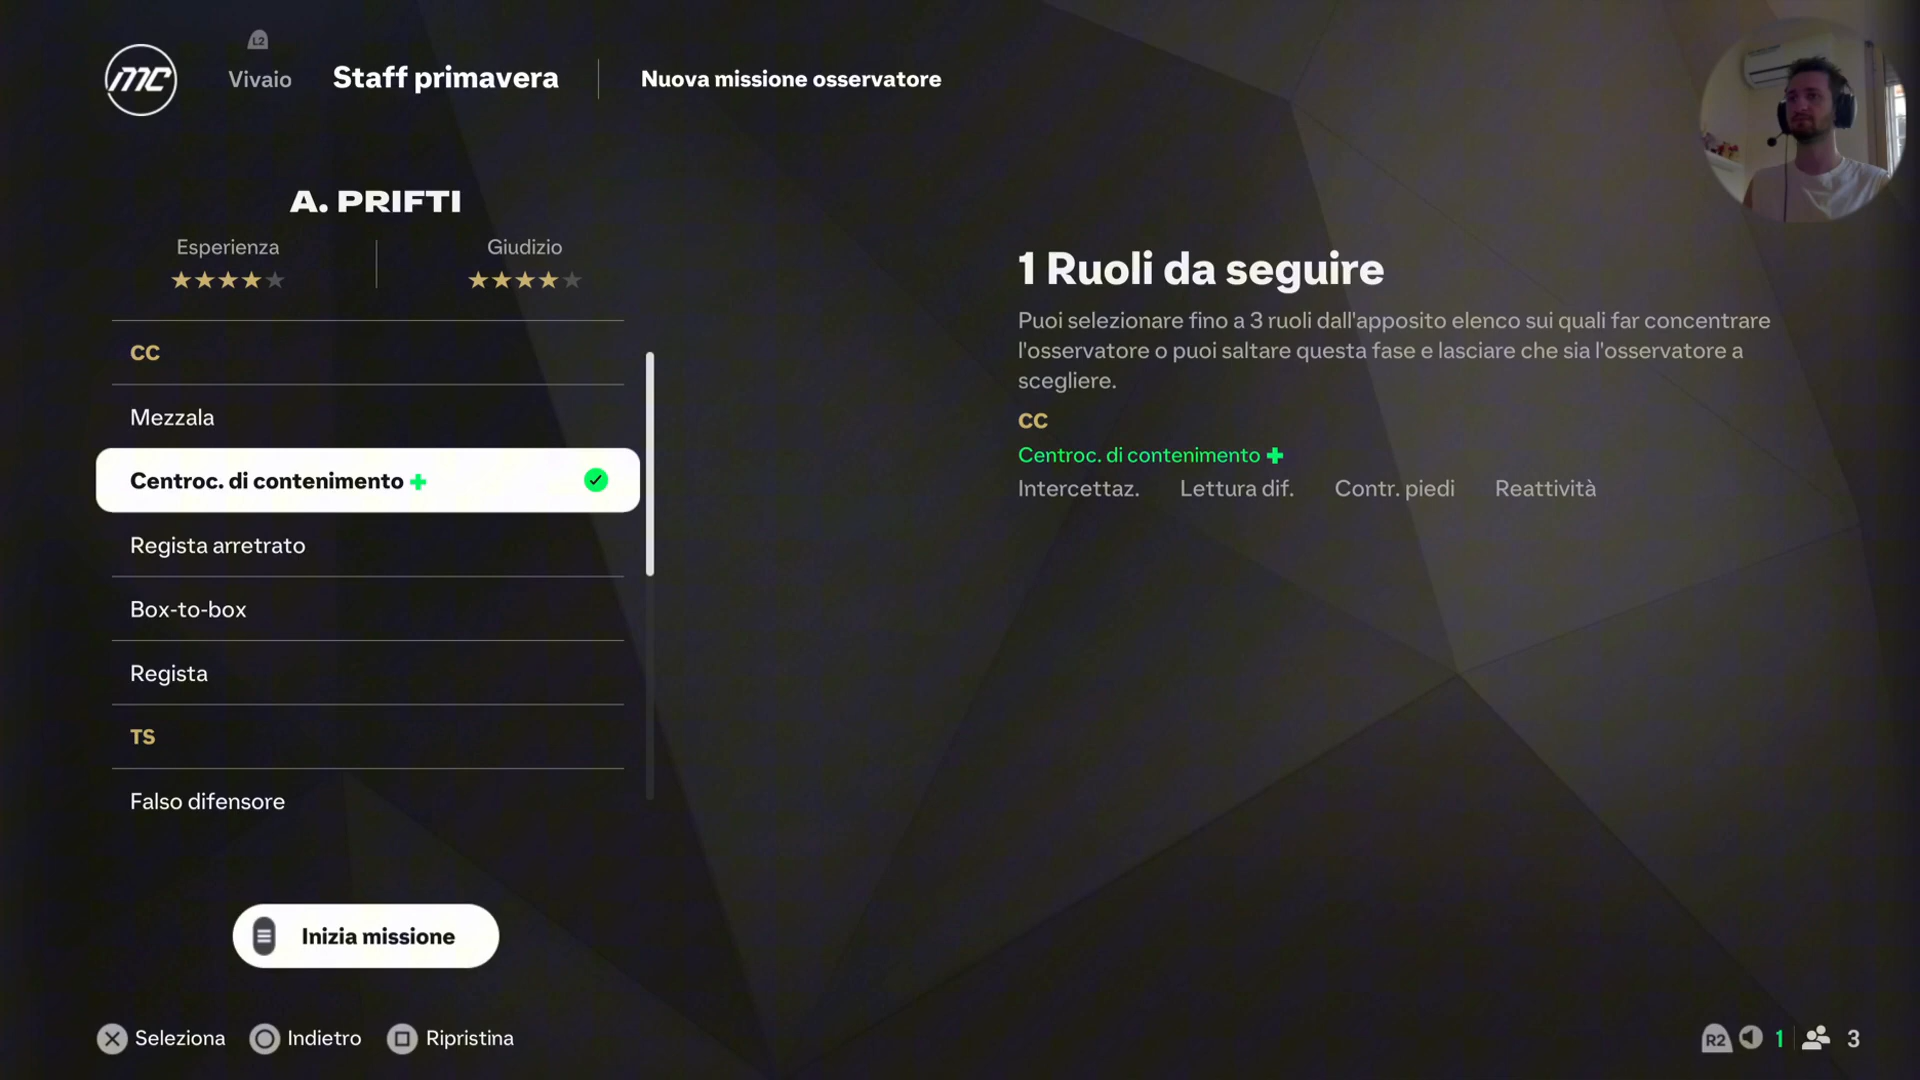 L2
MC
Vivaio
Staff primavera
Nuova missione osservatore
A. PRIFTI
Esperienza
Giudizio
CC
Mezzala
Centroc. di contenimento
Regista arretrato
Box-to-box
Regista
TS
Falso difensore
Inizia missione
1 Ruoli da seguire
Puoi selezionare fino a 3 ruoli dall'apposito elenco sui quali far concentrare
l'osservatore o puoi saltare questa fase e lasciare che sia l'osservatore a
scegliere.
CC
Centroc. di contenimento
Intercettaz. Lettura dif. Contr. piedi Reattività
Seleziona Indietro Ripristina
R2 1 3